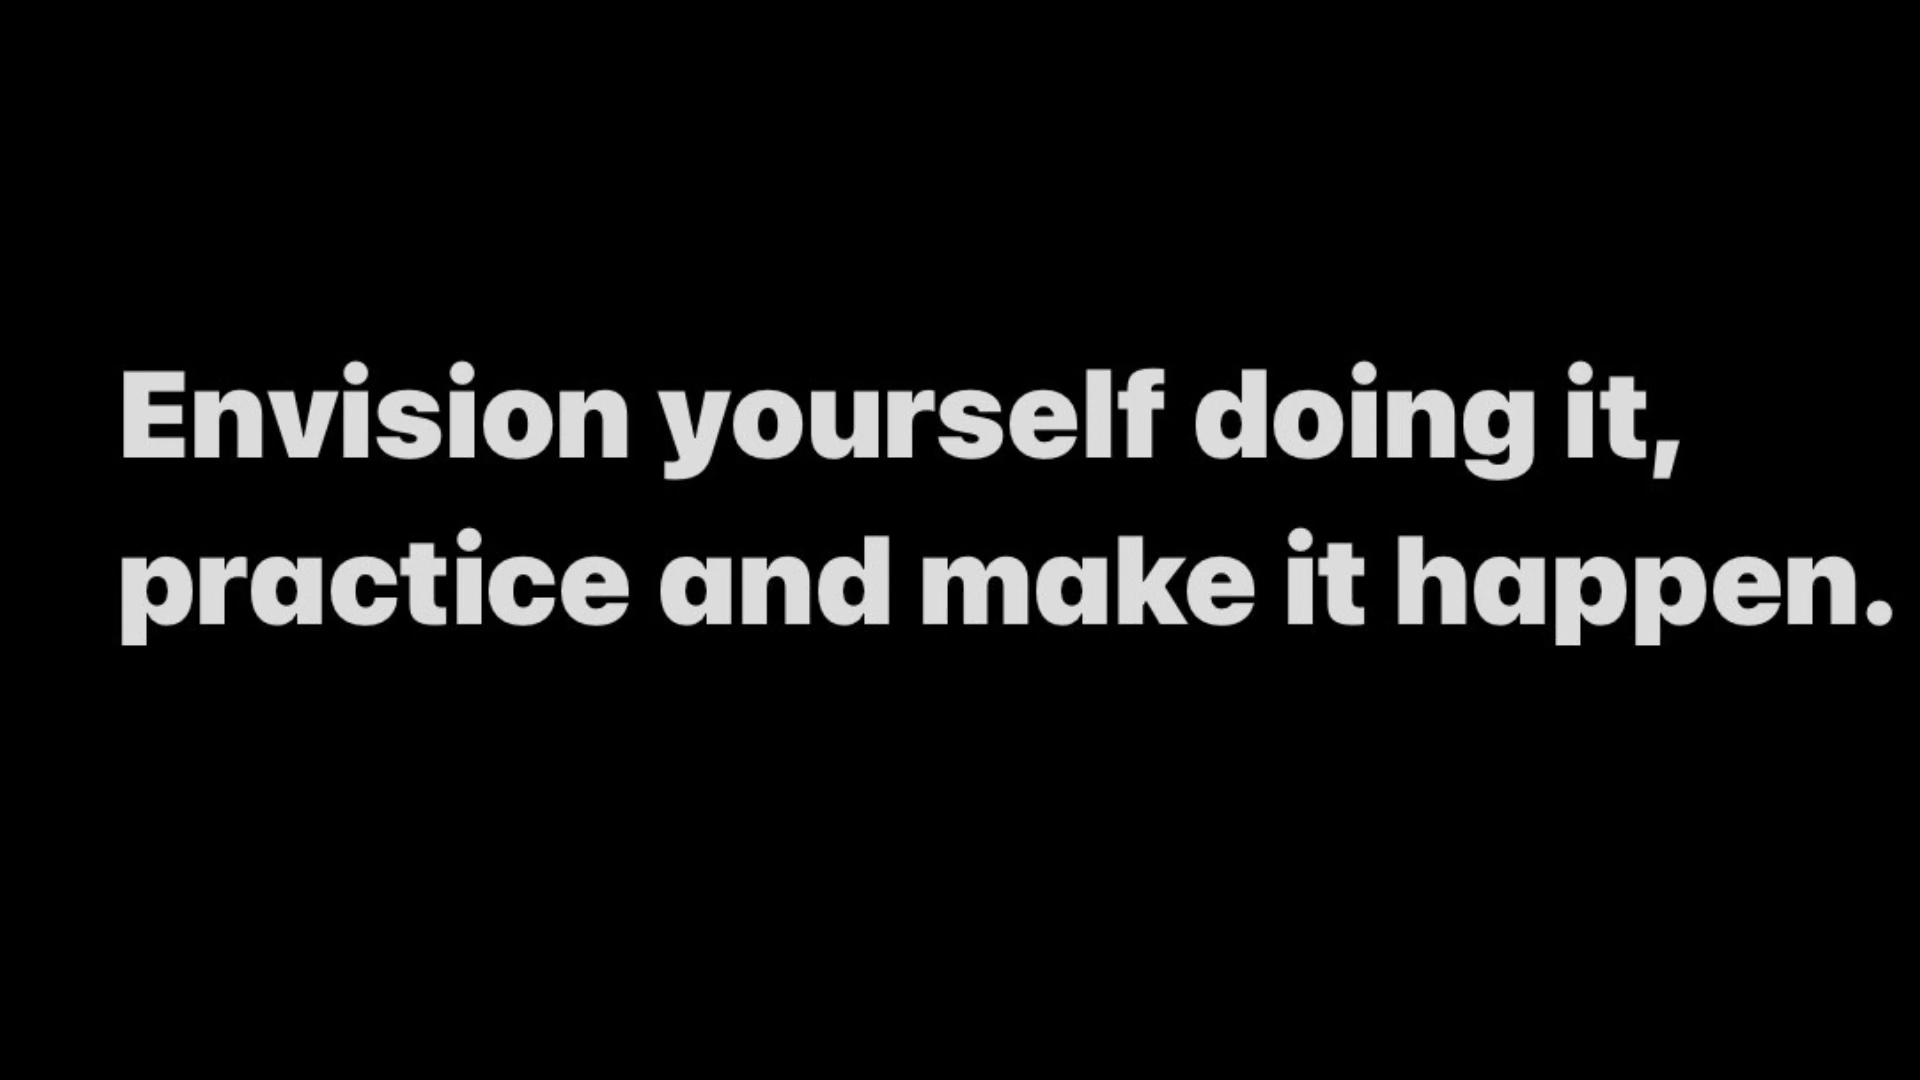 Envision yourself doing it,
practice and make it happen.